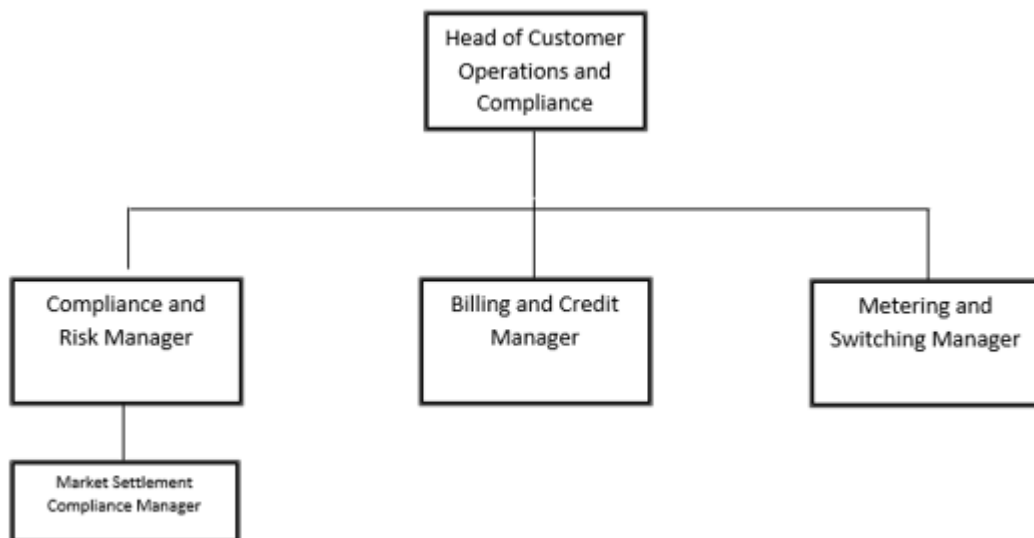 Head of Customer
Operations and
Compliance
Compliance and
Risk Manager
Billing and Credit
Manager
Metering and
Switching Manager
Market Settlement
Compliance Manager